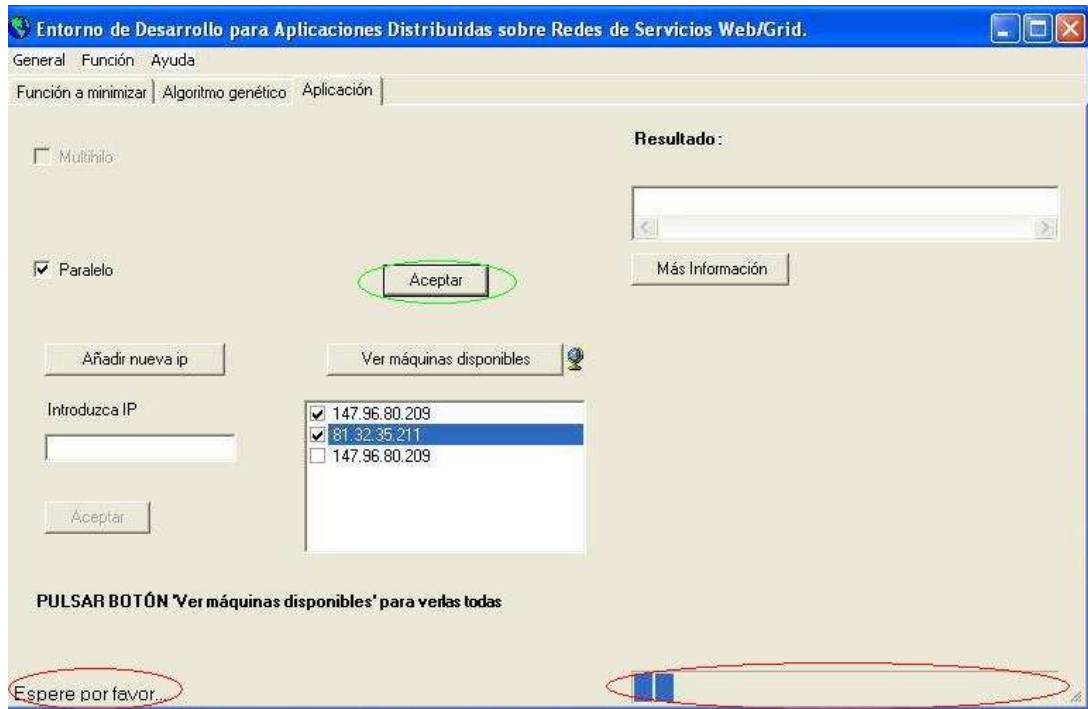 Entorno de Desarrollo para Aplicaciones Distribuidas sobre Redes de Servicios Web/Grid.
General Función Ayuda
Función a minimizar Algoritmo genético Aplicación
Multihilo
Resultado:
Paralelo
Aceptar
Más Información
Añadir nueva ip
Ver máquinas disponibles
Introduzca IP
147.96.80.209
81.32.35.211
147.96.80.209
Aceptar
PULSAR BOTÓN 'Ver máquinas disponibles' para verlas todas
Espere por favor...